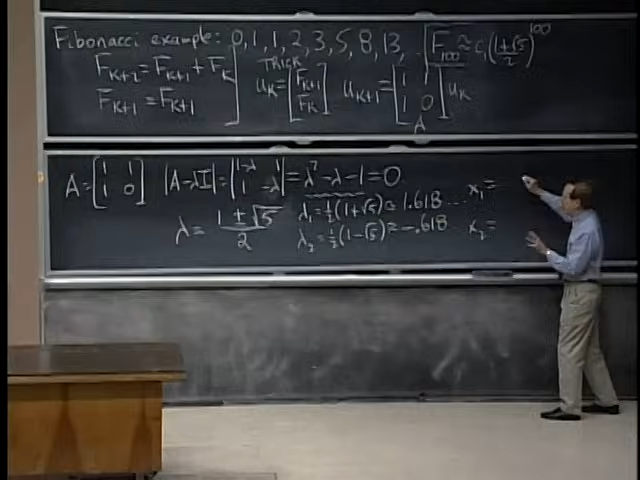 Fibonacci example: 0, 1, 1, 2, 3, 5, 8, 13, F₁₀₀ ≈ c₁((1+√5)/2)¹⁰⁰
F_{K+2} = F_{K+1} + F_K
F_{K+1} = F_{K+1}
TRICK
u_K = [F_{K+1}; F_K] u_{K+1} = [1 1; 1 0] u_K
A
A = [1 1; 1 0] |A-λI| = |1-λ 1; 1 -λ| = λ² - λ - 1 = 0
λ = (1 ± √5)/2
λ₁ = ½(1+√5) ≈ 1.618... x₁ =
λ₂ = ½(1-√5) ≈ -.618 x₂ =